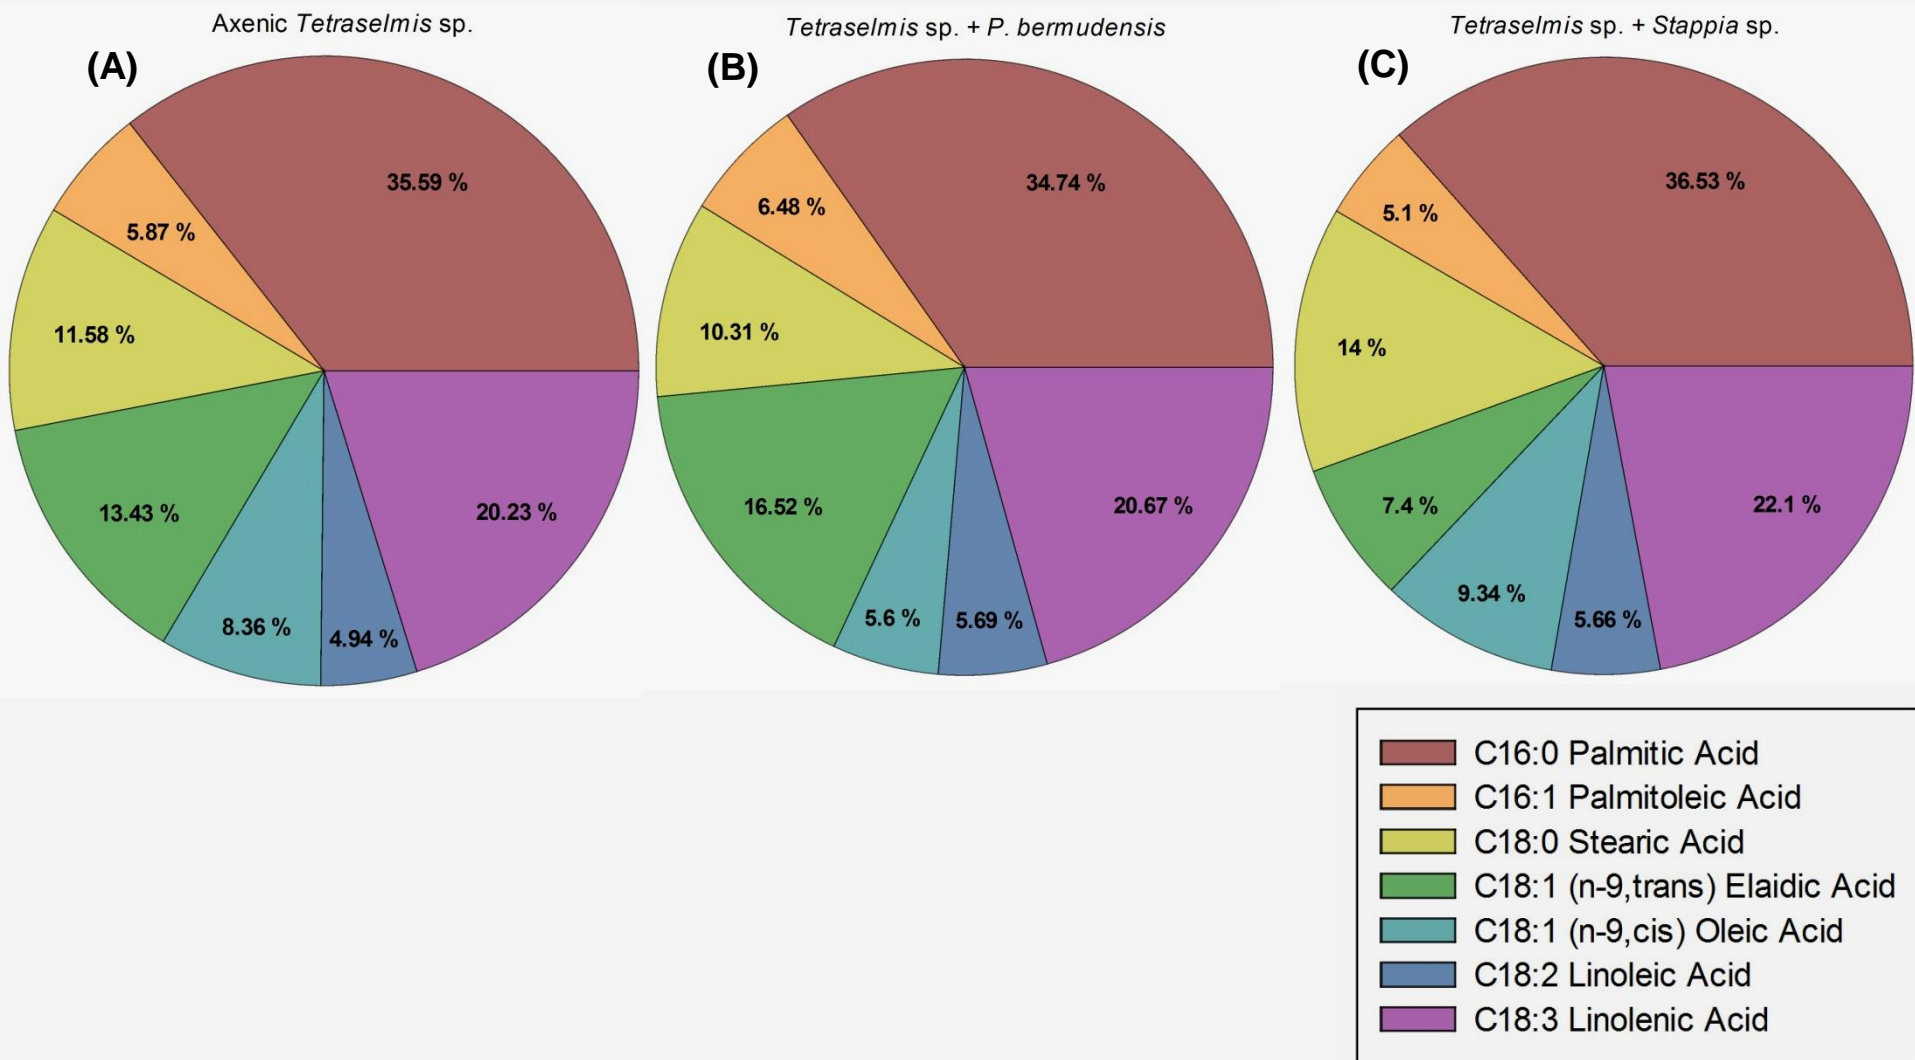 Axenic Tetraselmis sp.
(A)
35.59 %
5.87 %
11.58 %
13.43 %
8.36 %
4.94 %
20.23 %
Tetraselmis sp. + P. bermudensis
(B)
34.74 %
6.48 %
10.31 %
16.52 %
5.6 %
5.69 %
20.67 %
Tetraselmis sp. + Stappia sp.
(C)
36.53 %
5.1 %
14 %
7.4 %
9.34 %
5.66 %
22.1 %
C16:0 Palmitic Acid
C16:1 Palmitoleic Acid
C18:0 Stearic Acid
C18:1 (n-9,trans) Elaidic Acid
C18:1 (n-9,cis) Oleic Acid
C18:2 Linoleic Acid
C18:3 Linolenic Acid